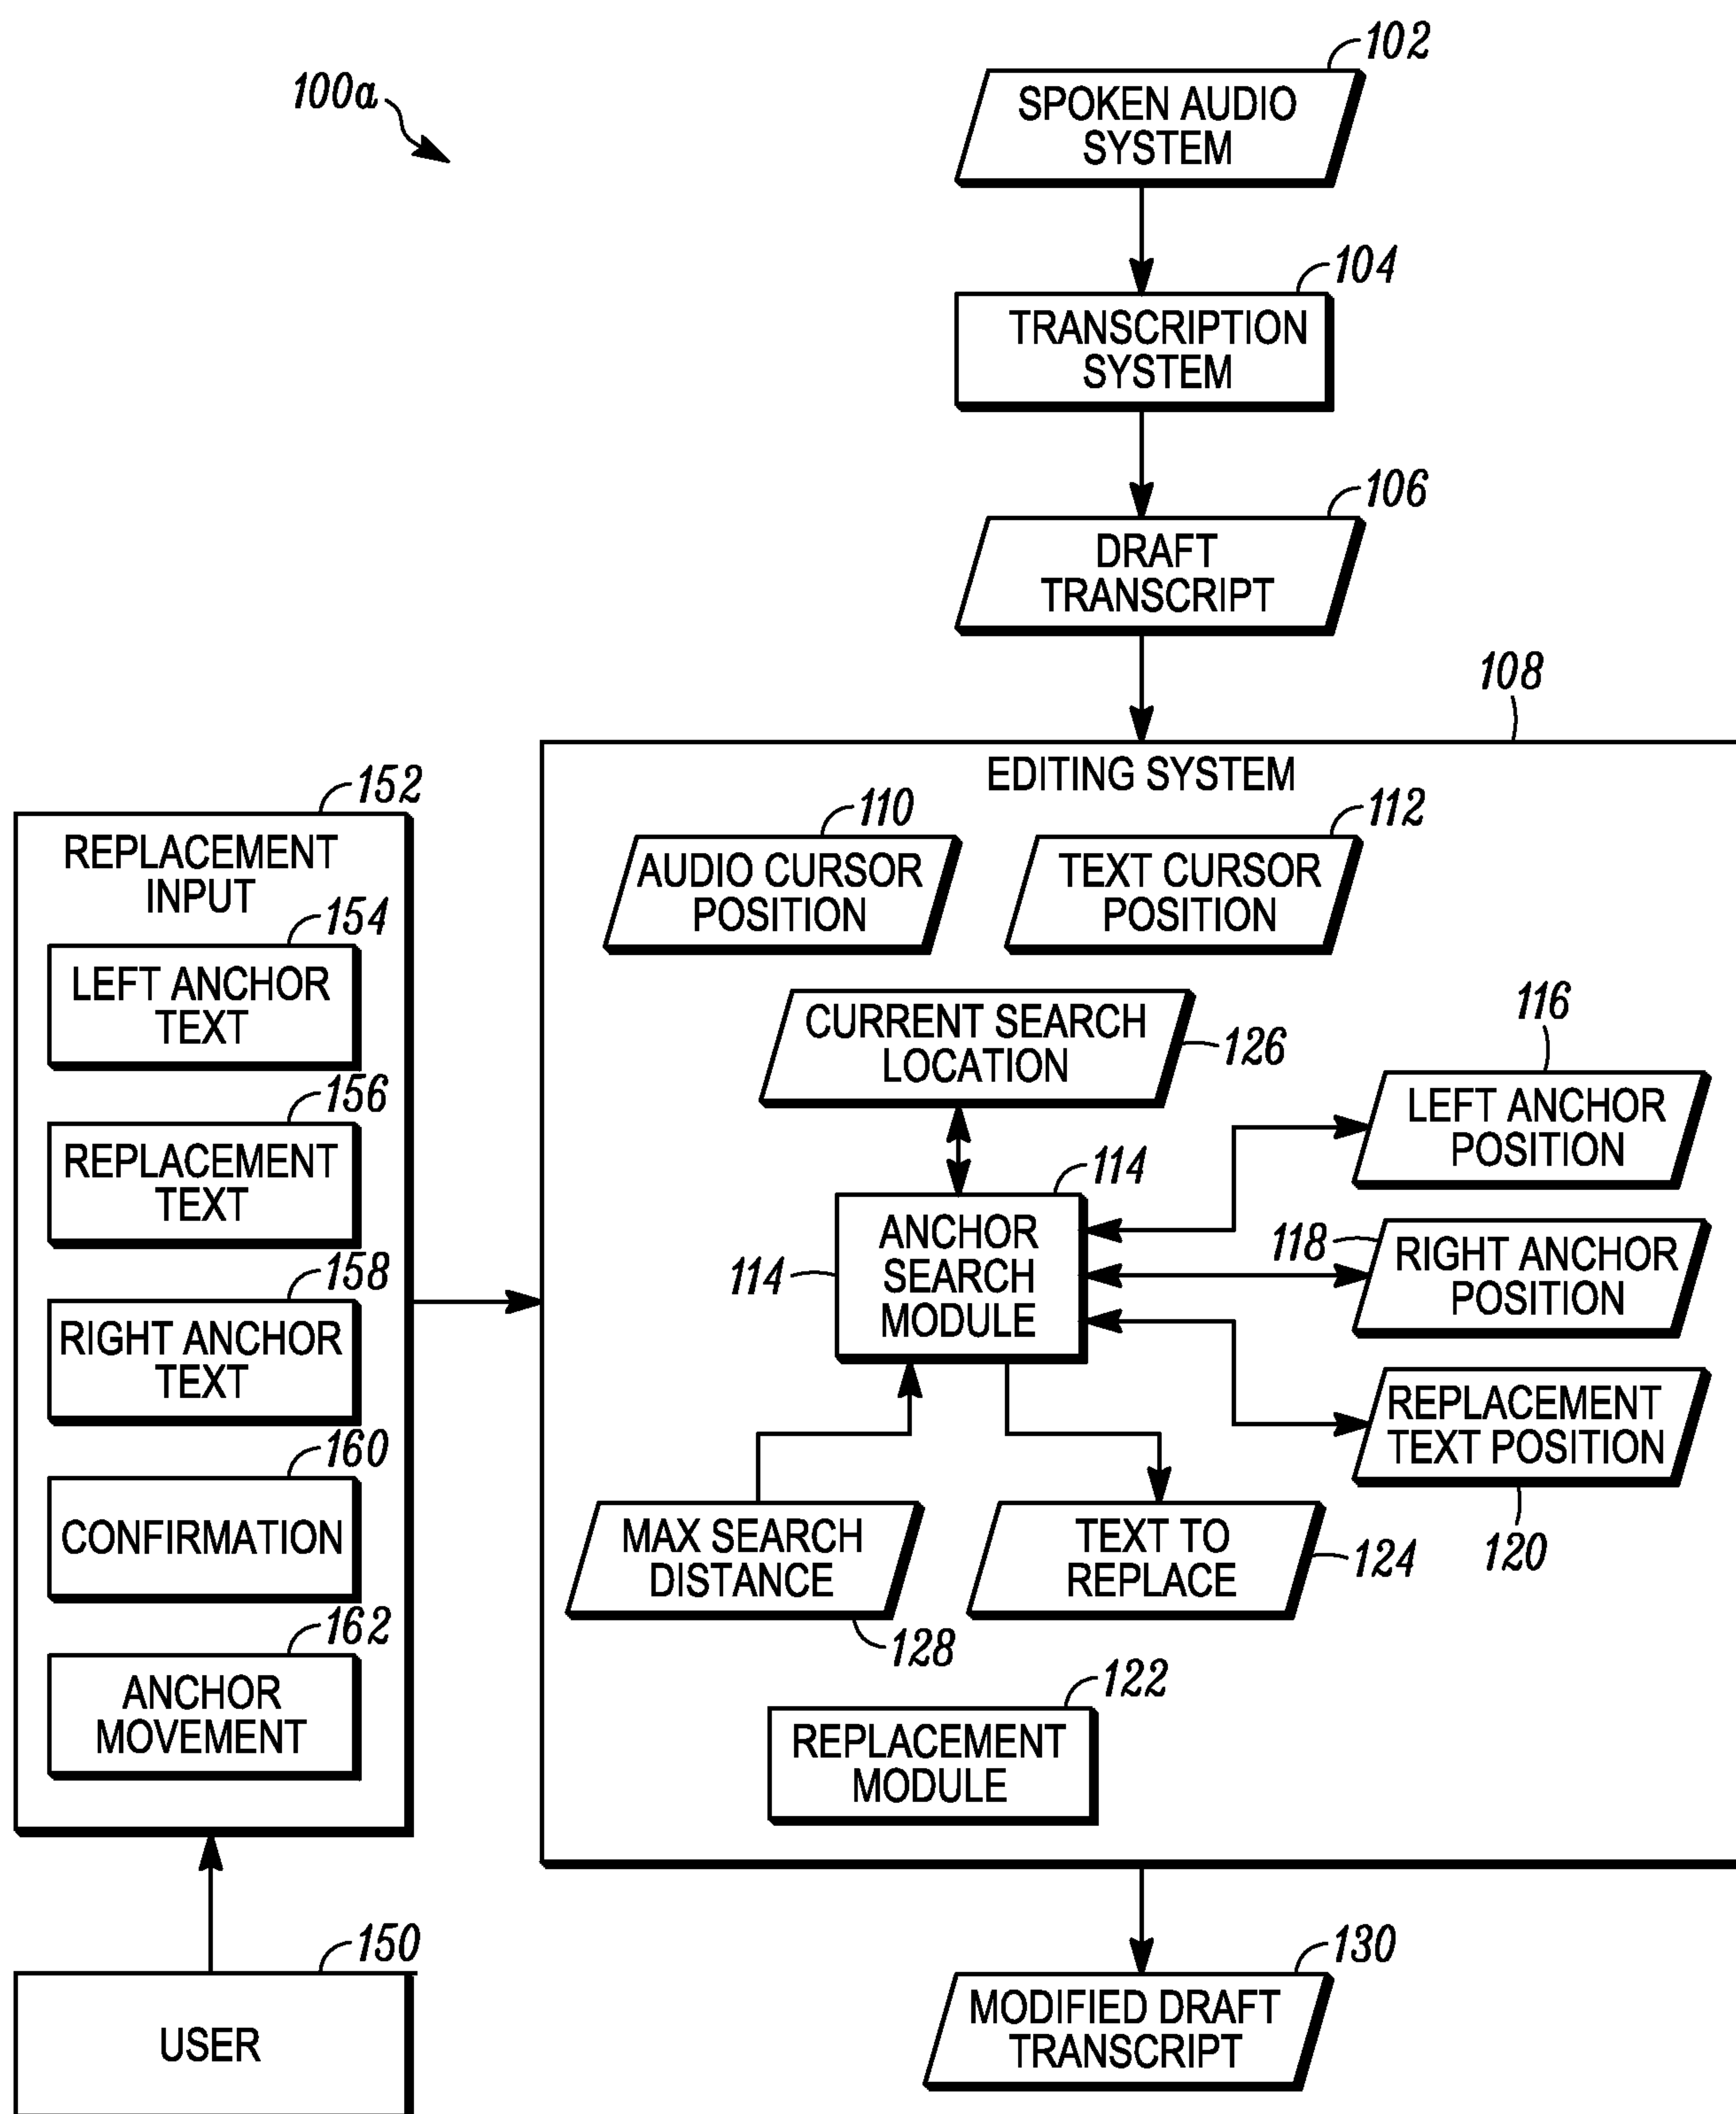 100a
102
SPOKEN AUDIO
SYSTEM
104
TRANSCRIPTION
SYSTEM
106
DRAFT
TRANSCRIPT
108
EDITING SYSTEM
110
AUDIO CURSOR
POSITION
112
TEXT CURSOR
POSITION
CURRENT SEARCH
LOCATION
126
116
LEFT ANCHOR
POSITION
114
ANCHOR
SEARCH
MODULE
114
118
RIGHT ANCHOR
POSITION
REPLACEMENT
TEXT POSITION
120
MAX SEARCH
DISTANCE
128
TEXT TO
REPLACE
124
122
REPLACEMENT
MODULE
152
REPLACEMENT
INPUT
154
LEFT ANCHOR
TEXT
156
REPLACEMENT
TEXT
158
RIGHT ANCHOR
TEXT
160
CONFIRMATION
162
ANCHOR
MOVEMENT
150
USER
130
MODIFIED DRAFT
TRANSCRIPT